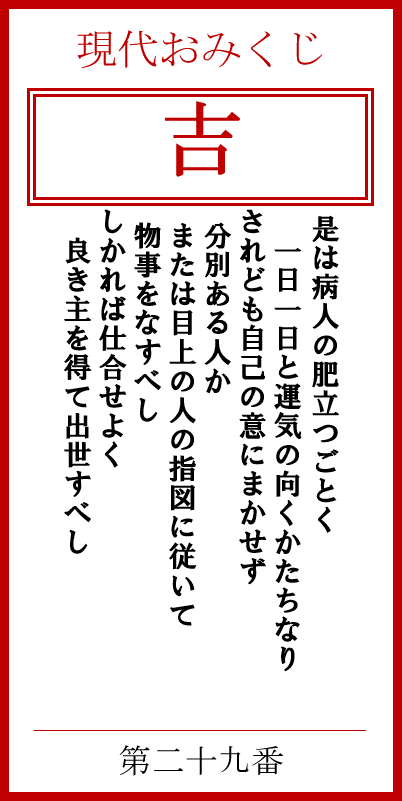 現代おみくじ
吉
是は病人の肥立つごとく
一日一日と運気の向くかたちなり
されども自己の意にまかせず
分別ある人か
または目上の人の指図に従いて
物事をなすべし
しかれば仕合せよく
良き主を得て出世すべし
第二十九番